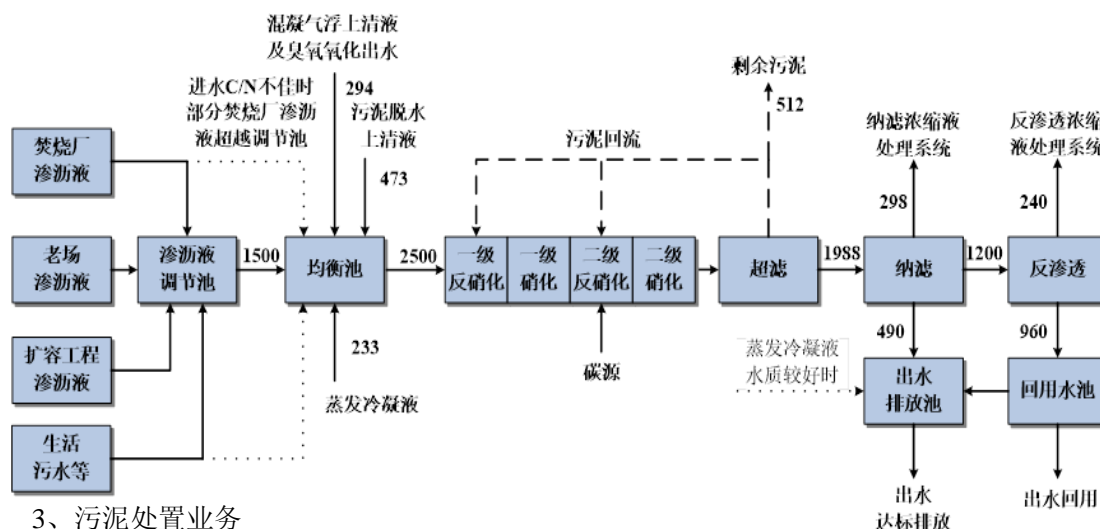 混凝气浮上清液
及臭氧氧化出水
294
进水C/N不佳时
部分焚烧厂渗沥
液超越调节池
污泥脱水
上清液
473
剩余污泥
512
污泥回流
纳滤浓缩液
处理系统
298
反渗透浓缩
液处理系统
240
焚烧厂
渗沥液
老场
渗沥液
扩容工程
渗沥液
生活
污水等
渗沥液
调节池
1500
均衡池
2500
一级
反硝化
一级
硝化
二级
反硝化
二级
硝化
超滤
1988
纳滤
1200
反渗透
233
蒸发冷凝液
碳源
490
960
蒸发冷凝液
水质较好时
出水
排放池
回用水池
出水
达标排放
出水回用
3、污泥处置业务